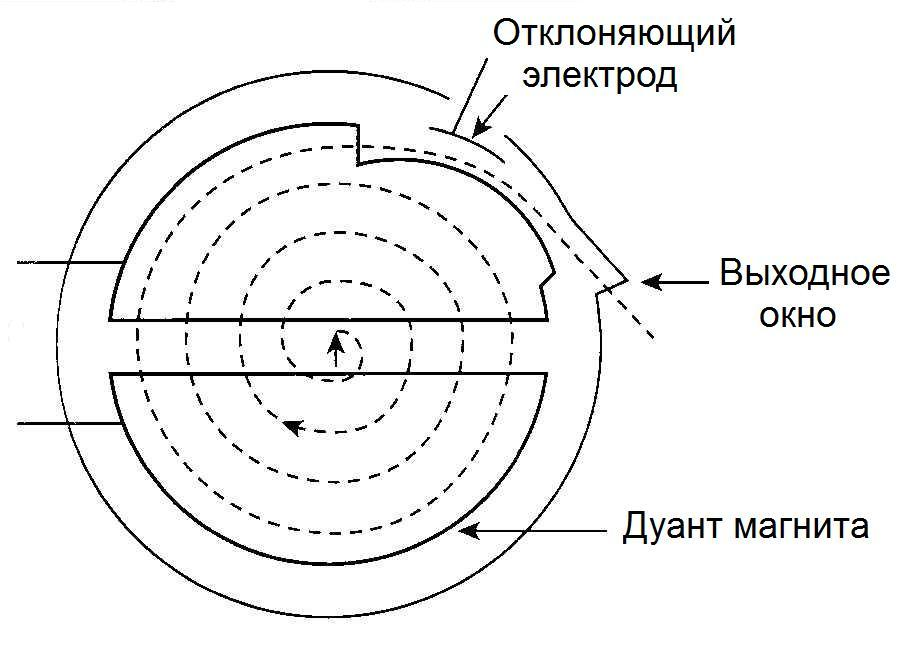 Отклоняющий
электрод
Выходное
окно
Дуант магнита